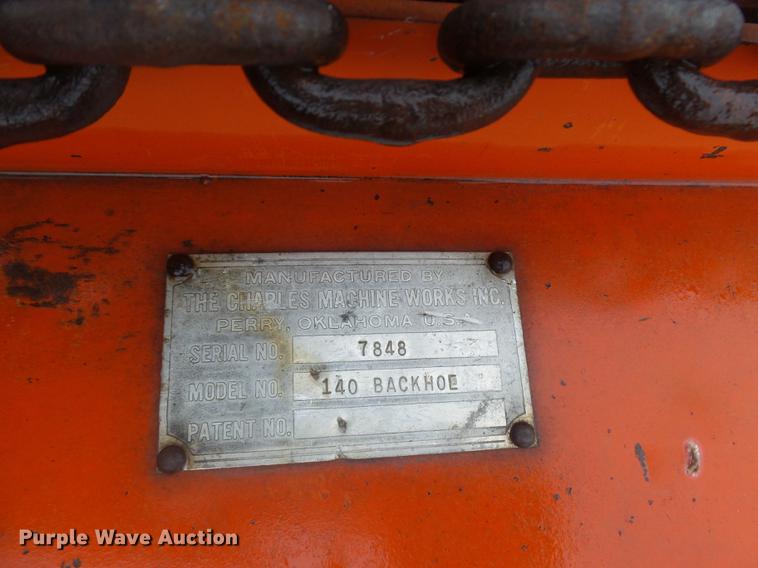 MANUFACTURED BY
THE CHARLES MACHINE WORKS INC.
PERRY, OKLAHOMA U.S.A.
SERIAL NO. 7848
MODEL NO. 140 BACKHOE
PATENT NO.
Purple Wave Auction